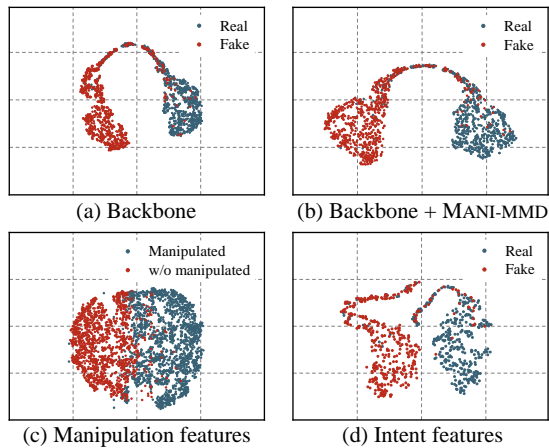 Real
Fake
Real
Fake
(a) Backbone
(b) Backbone + MANI-MMD
Manipulated
w/o manipulated
Real
Fake
(c) Manipulation features
(d) Intent features